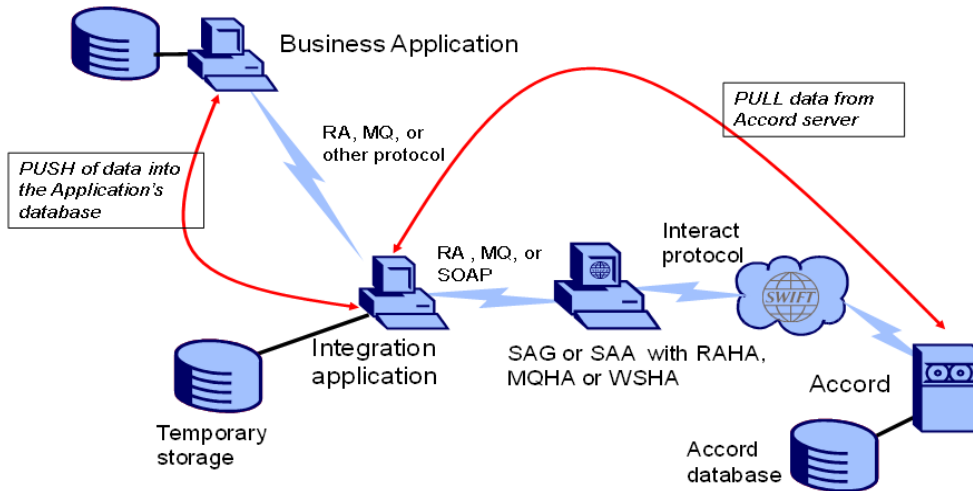 Business Application
PULL data from
Accord server
RA, MQ, or
other protocol
PUSH of data into
the Application's
database
Interact
protocol
RA , MQ, or
SOAP
SWIFT
Integration
application
SAG or SAA with RAHA,
MQHA or WSHA
Accord
Temporary
storage
Accord
database